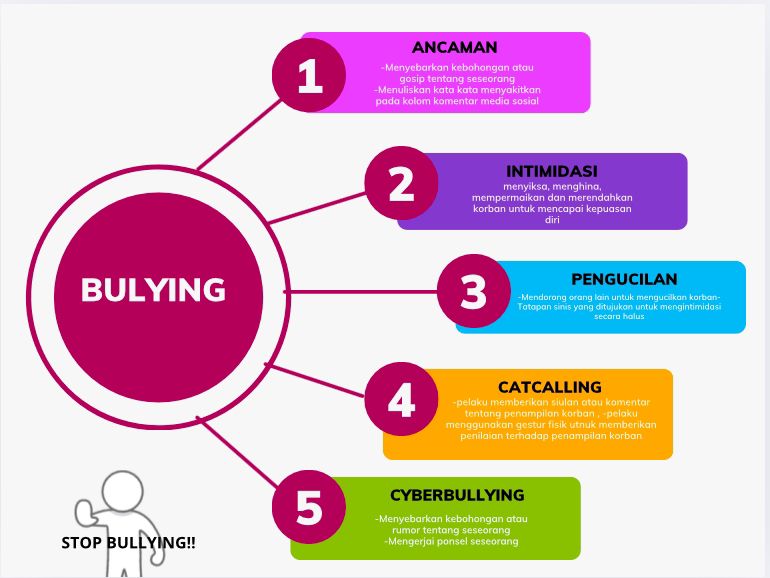 BULYING
1
ANCAMAN
-Menyebarkan kebohongan atau
gosip tentang seseorang
-Menuliskan kata kata menyakitkan
pada kolom komentar media sosial
2
INTIMIDASI
menyiksa, menghina,
mempermaikan dan merendahkan
korban untuk mencapai kepuasan
diri
3
PENGUCILAN
-Mendorong orang lain untuk mengucilkan korban-
Tatapan sinis yang ditujukan untuk mengintimidasi
secara halus
4
CATCALLING
-pelaku memberikan siulan atau komentar
tentang penampilan korban , -pelaku
menggunakan gestur fisik utnuk memberikan
penilaian terhadap penampilan korban
5
CYBERBULLYING
-Menyebarkan kebohongan atau
rumor tentang seseorang
-Mengerjai ponsel seseorang
STOP BULLYING!!